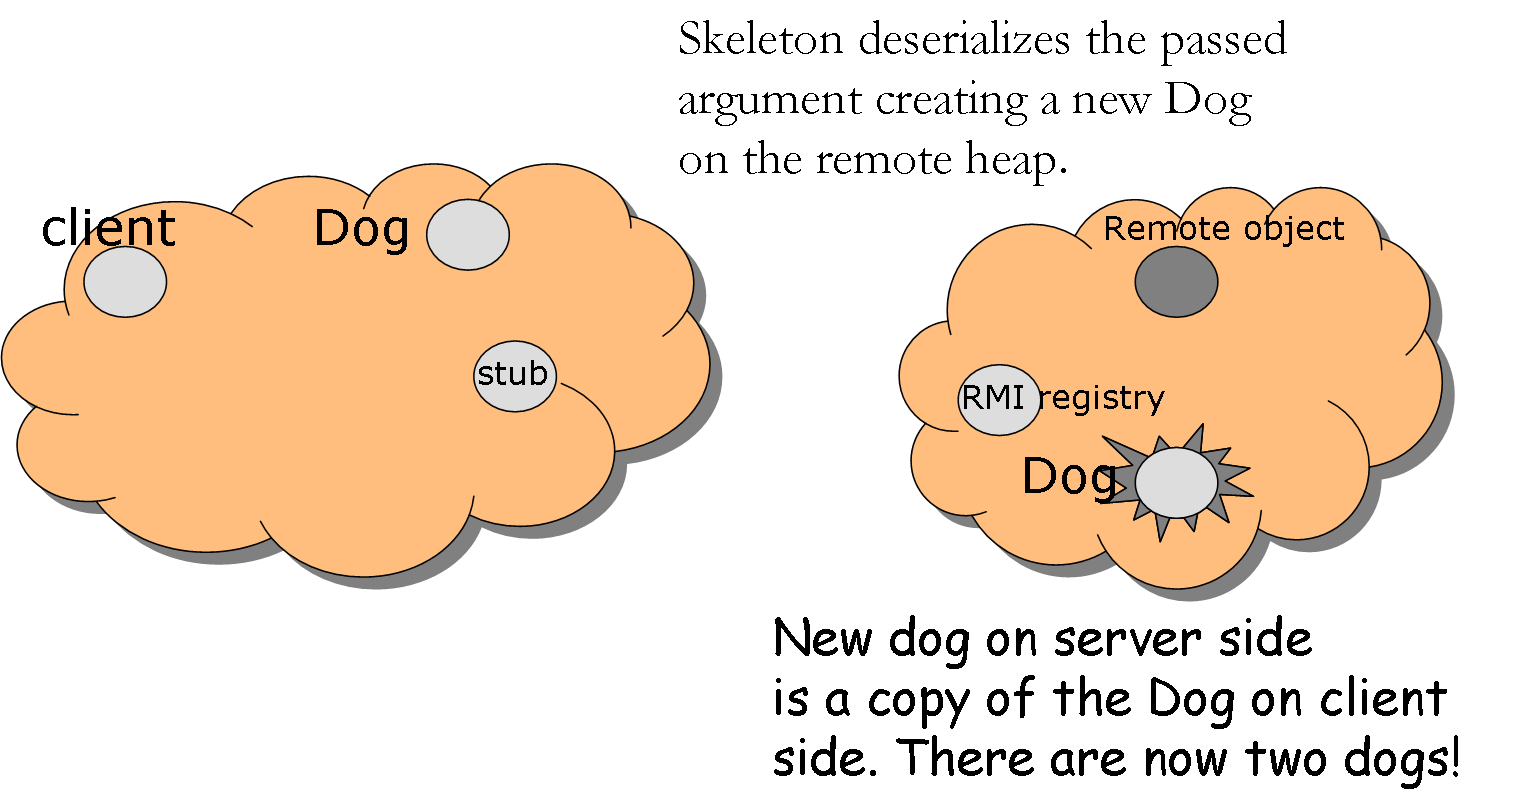 Skeleton deserializes the passed
argument creating a new Dog
on the remote heap.
client
Dog
stub
Remote object
RMI registry
Dog
New dog on server side
is a copy of the Dog on client
side. There are now two dogs!